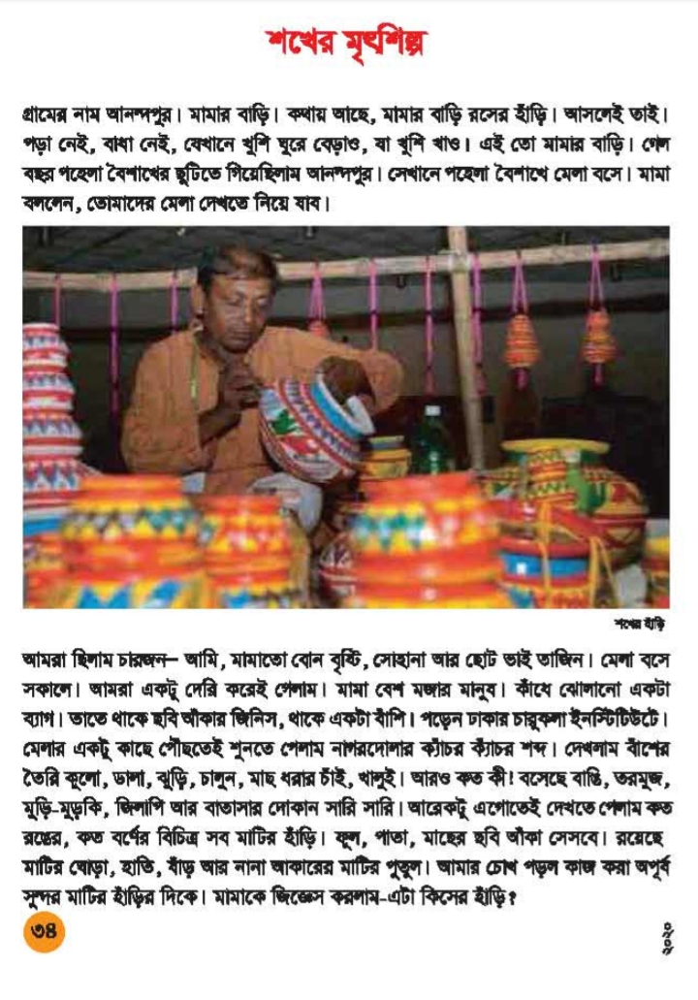 শখের মৃৎশিল্প
গ্রামের নাম আনন্দপুর। মামার বাড়ি। কথায় আছে, মামার বাড়ি রসের হাঁড়ি। আসলেই তাই।
পড়া নেই, বাধা নেই, যেখানে খুশি ঘুরে বেড়াও, যা খুশি খাও। এই তো মামার বাড়ি। গেল
বছর পহেলা বৈশাখের ছুটিতে গিয়েছিলাম আনন্দপুর। সেখানে পহেলা বৈশাখে মেলা বসে। মামা
বললেন, তোমাদের মেলা দেখতে নিয়ে যাব।
শখের হাঁড়ি
আমরা ছিলাম চারজন– আমি, মামাতো বোন বৃষ্টি, সোহানা আর ছোট ভাই তাজিন। মেলা বসে
সকালে। আমরা একটু দেরি করেই গেলাম। মামা বেশ মজার মানুষ। কাঁধে ঝোলানো একটা
ব্যাগ। তাতে থাকে ছবি আঁকার জিনিস, থাকে একটা বাঁশি। পড়েন ঢাকার চারুকলা ইনস্টিটিউটে।
মেলার একটু কাছে পৌঁছতেই শুনতে পেলাম নাগরদোলার ক্যাঁচর ক্যাঁচর শব্দ। দেখলাম বাঁশের
তৈরি কুলো, ডালা, ঝুড়ি, চালুন, মাছ ধরার চাঁই, খালুই। আরও কত কী! বসেছে বাঙি, তরমুজ,
মুড়ি-মুড়কি, জিলাপি আর বাতাসার দোকান সারি সারি। আরেকটু এগোতেই দেখতে পেলাম কত
রঙের, কত বর্ণের বিচিত্র সব মাটির হাঁড়ি। ফুল, পাতা, মাছের ছবি আঁকা সেসবে। রয়েছে
মাটির ঘোড়া, হাতি, ষাঁড় আর নানা আকারের মাটির পুতুল। আমার চোখ পড়ল কাজ করা অপূর্ব
সুন্দর মাটির হাঁড়ির দিকে। মামাকে জিজ্ঞেস করলাম-এটা কিসের হাঁড়ি?
৩৪
২০২